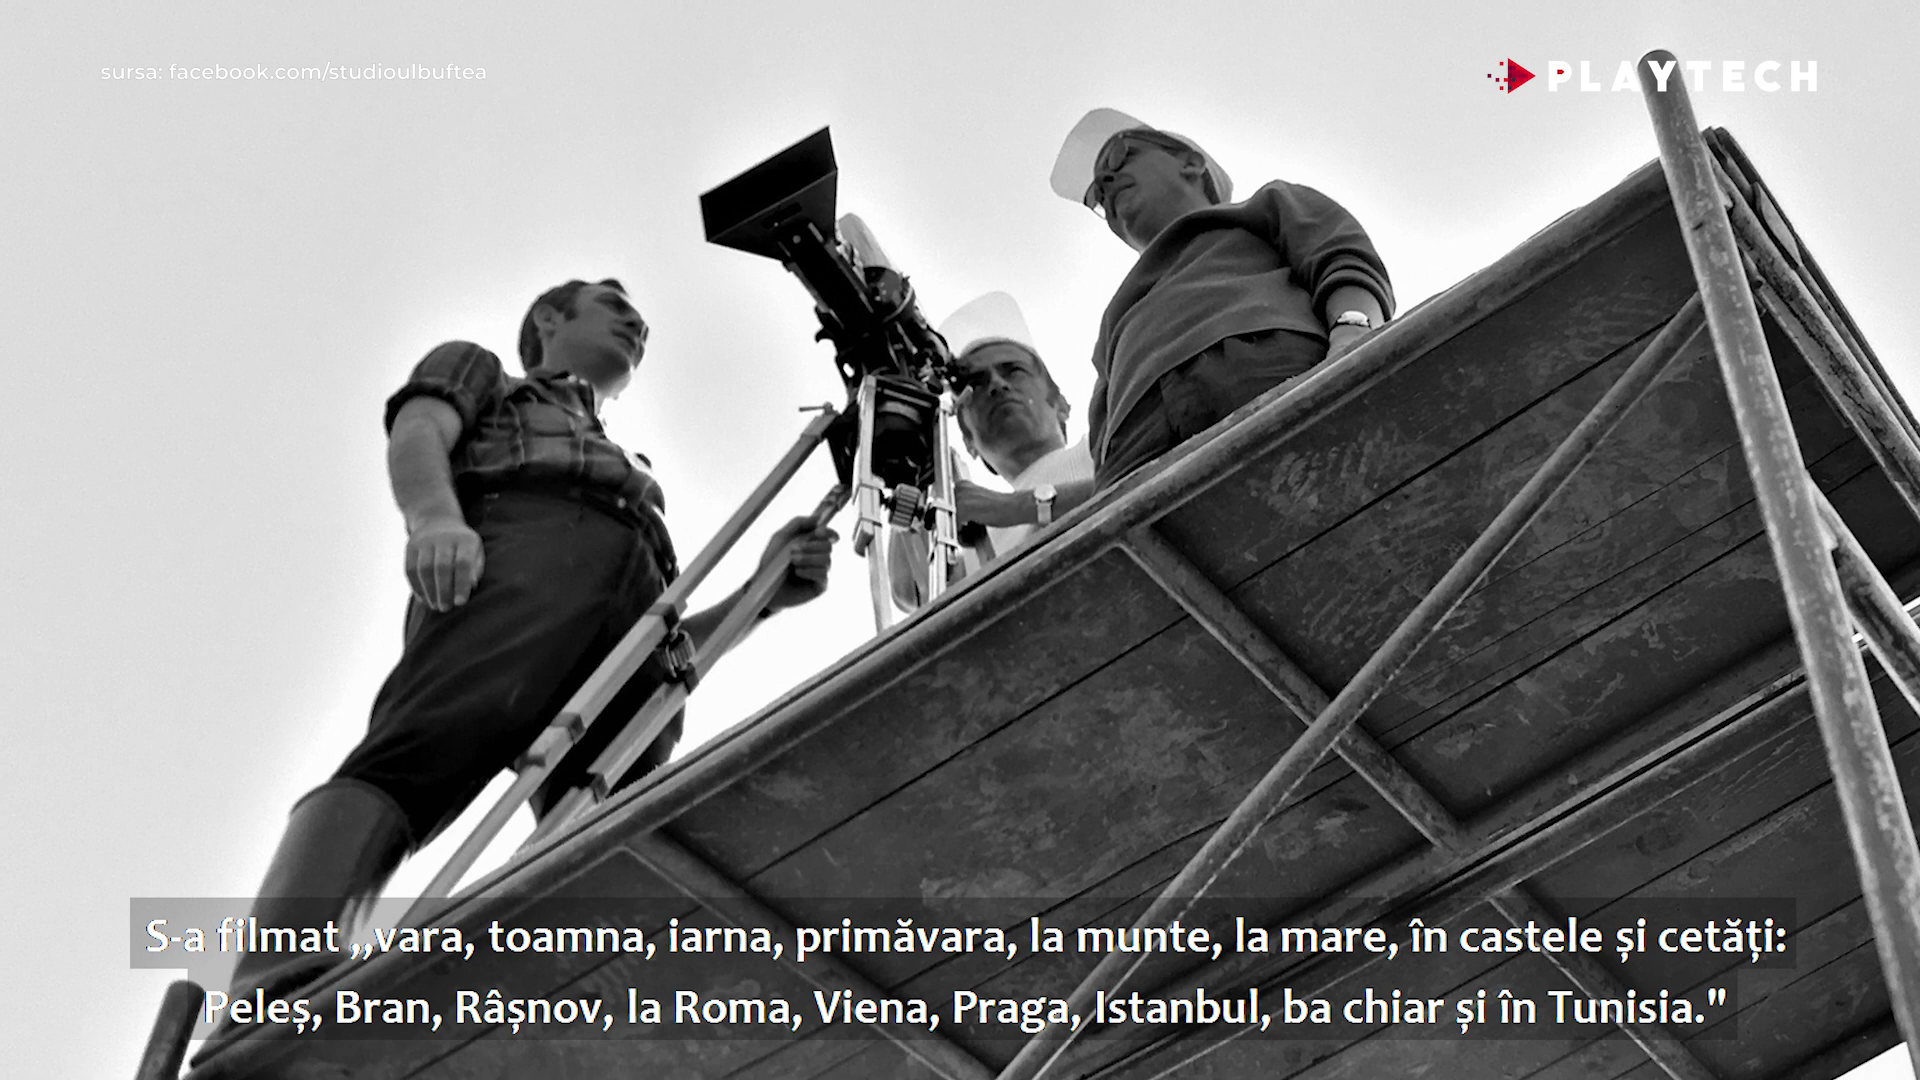 sursa: facebook.com/studioulbuftea
PLAYTECH
S-a filmat ,,vara, toamna, iarna, primăvara, la munte, la mare, în castele și cetăți:
Peleș, Bran, Râșnov, la Roma, Viena, Praga, Istanbul, ba chiar și în Tunisia."